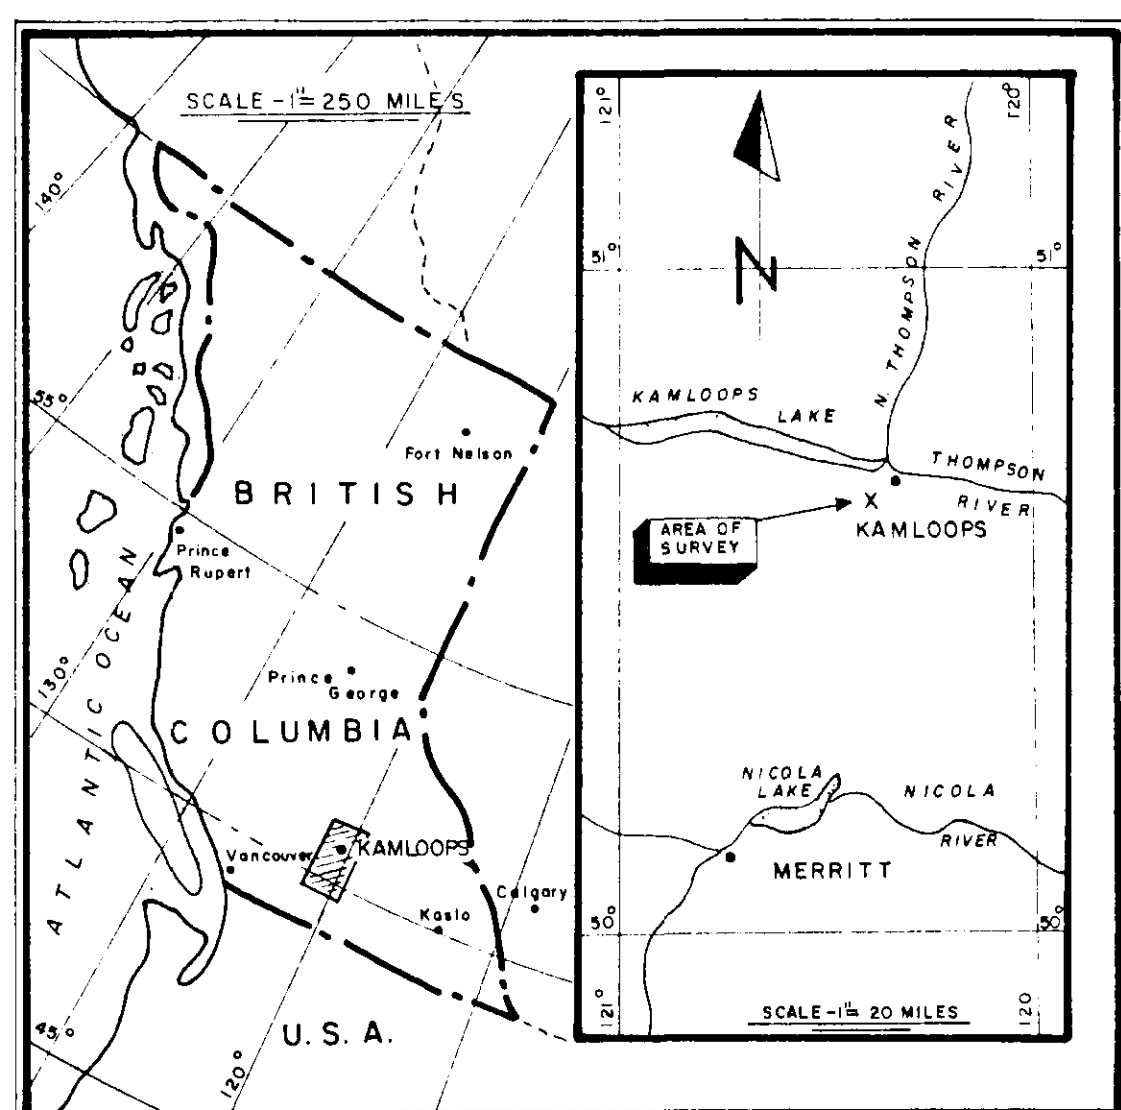 SCALE -1"= 250 MILES
140°
55°
Fort Nelson
BRITISH
Prince
Rupert
ATLANTIC OCEAN
130°
Prince
George
COLUMBIA
Vancouver
KAMLOOPS
Calgary
Kaslo
45°
U.S.A.
120°
121°
120°
N. THOMPSON RIVER
51°
51°
N
KAMLOOPS LAKE
THOMPSON
RIVER
X
KAMLOOPS
AREA OF
SURVEY
NICOLA
LAKE
NICOLA
RIVER
MERRITT
50°
50°
121°
120
SCALE -1"= 20 MILES